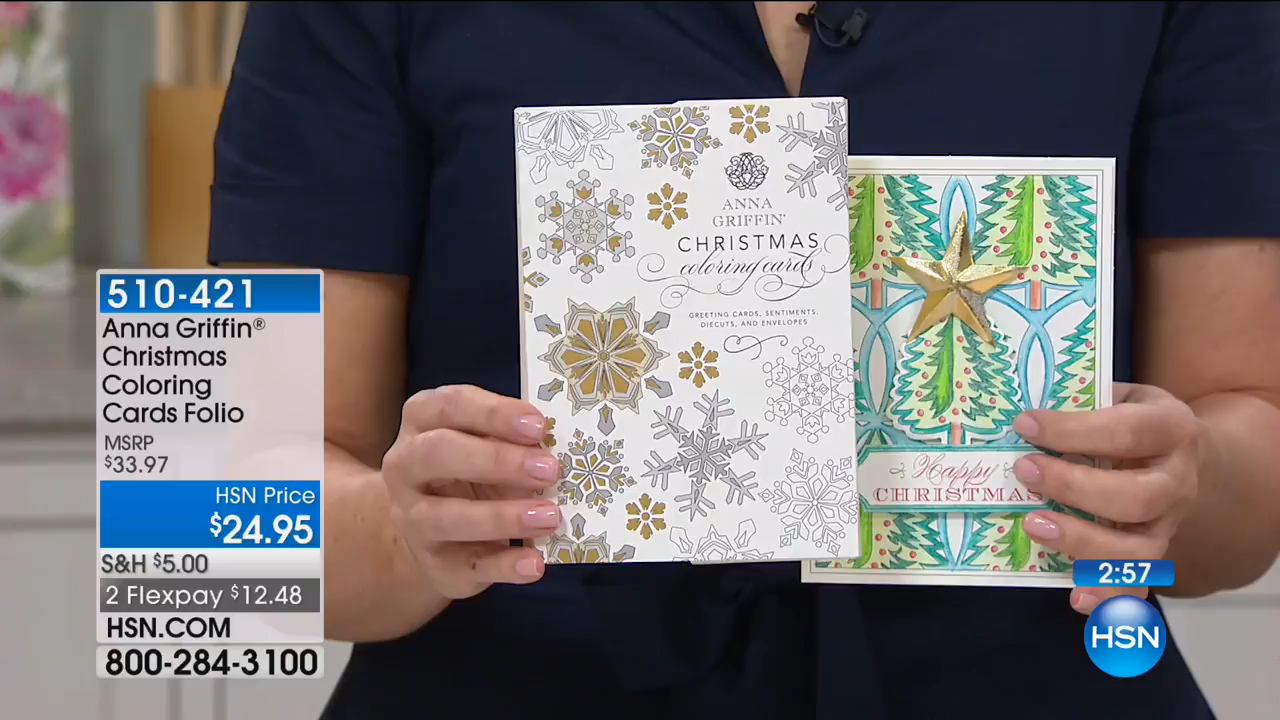 510-421
Anna Griffin®
Christmas
Coloring
Cards Folio
MSRP
$33.97
HSN Price
$24.95
S&H $5.00
2 Flexpay $12.48
HSN.COM
800-284-3100
ANNA
GRIFFIN®
CHRISTMAS
coloring cards
GREETING CARDS, SENTIMENTS,
DIECUTS, AND ENVELOPES
Happy
CHRISTMAS
2:57
HSN